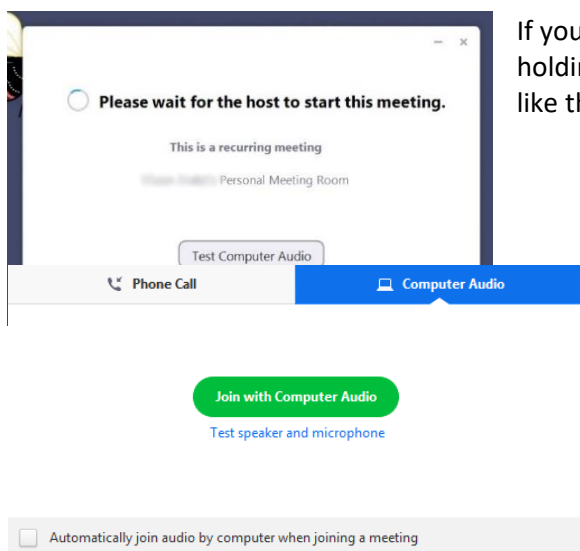 If you
holdin
like th
Please wait for the host to start this meeting.
This is a recurring meeting
Personal Meeting Room
Test Computer Audio
Phone Call
Computer Audio
Join with Computer Audio
Test speaker and microphone
Automatically join audio by computer when joining a meeting